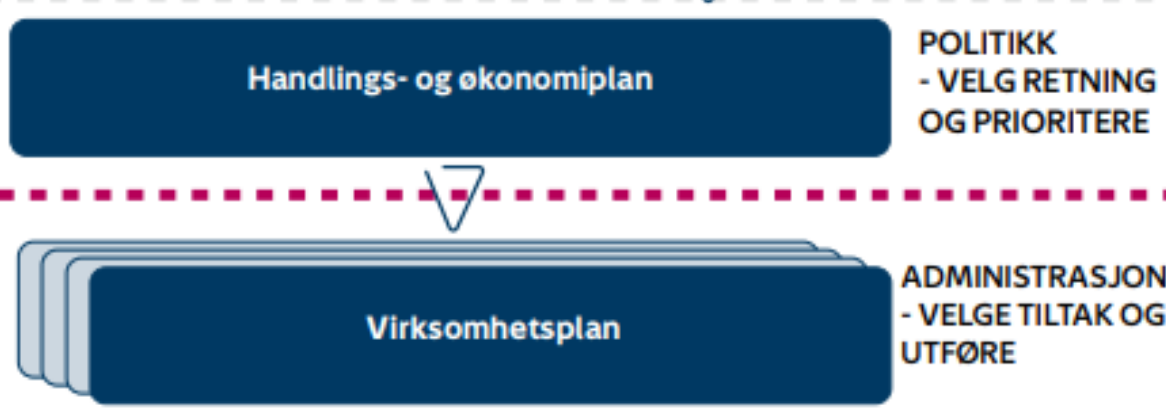 Handlings- og økonomiplan
POLITIKK
- VELG RETNING
OG PRIORITERE
Virksomhetsplan
ADMINISTRASJON
- VELGE TILTAK OG
UTFØRE